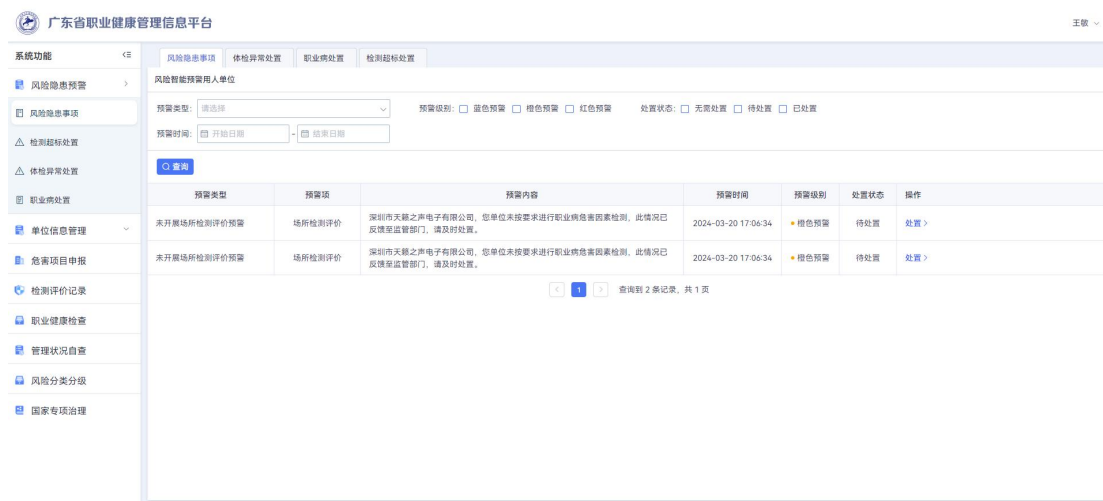 广东省职业健康管理信息平台
王敏
系统功能
风险隐患预警
风险隐患事项
检测超标处置
体检异常处置
职业病处置
单位信息管理
危害项目申报
检测评价记录
职业健康检查
管理状况自查
风险分类分级
国家专项治理
风险隐患事项 体检异常处置 职业病处置 检测超标处置
风险智能预警用人单位
预警类型: 请选择 预警级别: 蓝色预警 橙色预警 红色预警 处置状态: 无需处置 待处置 已处置
预警时间: 开始日期 - 结束日期
查询
预警类型 预警项 预警内容 预警时间 预警级别 处置状态 操作
未开展场所检测评价预警 场所检测评价 深圳市天籁之声电子有限公司，您单位未按要求进行职业病危害因素检测，此情况已 2024-03-20 17:06:34 橙色预警 待处置 处置 >
反馈至监管部门，请及时处置。
未开展场所检测评价预警 场所检测评价 深圳市天籁之声电子有限公司，您单位未按要求进行职业病危害因素检测，此情况已 2024-03-20 17:06:34 橙色预警 待处置 处置 >
反馈至监管部门，请及时处置。
< 1 > 查询到 2 条记录，共 1 页